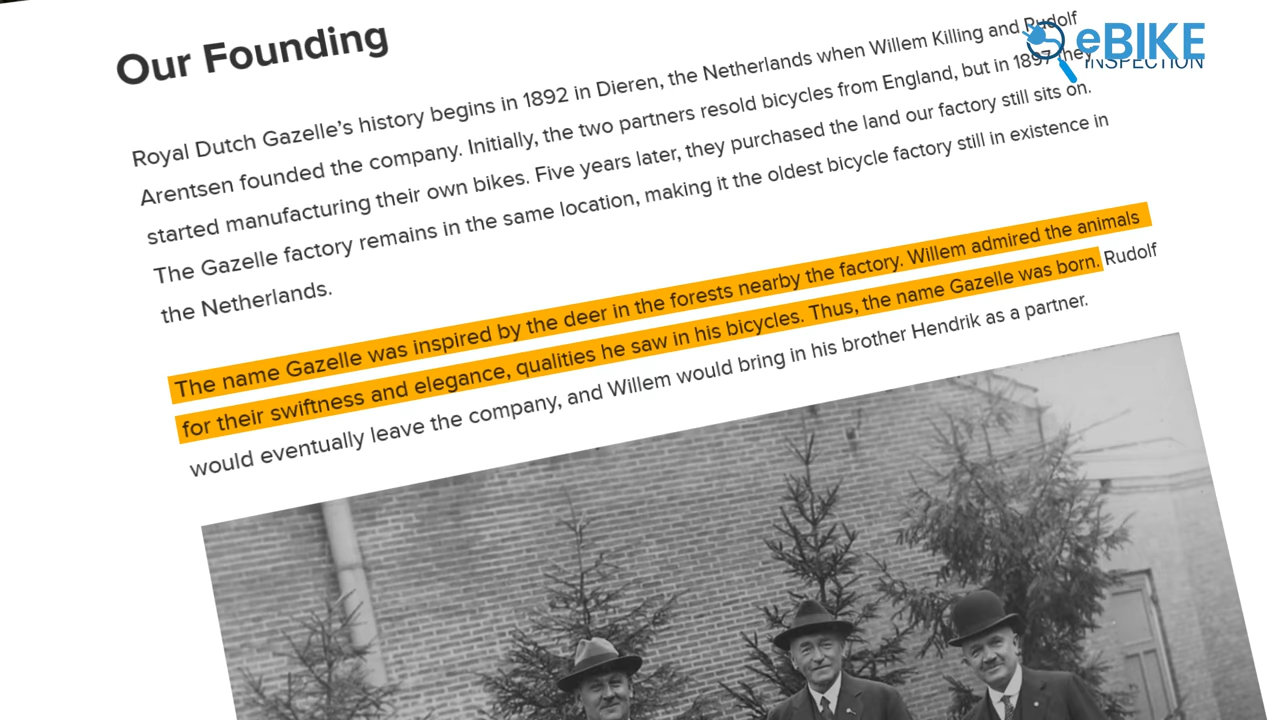 Our Founding
Royal Dutch Gazelle's history begins in 1892 in Dieren, the Netherlands when Willem Killing and Rudolf
Arentsen founded the company. Initially, the two partners resold bicycles from England, but in 1897 they
started manufacturing their own bikes. Five years later, they purchased the land our factory still sits on.
The Gazelle factory remains in the same location, making it the oldest bicycle factory still in existence in
the Netherlands.
The name Gazelle was inspired by the deer in the forests nearby the factory. Willem admired the animals
for their swiftness and elegance, qualities he saw in his bicycles. Thus, the name Gazelle was born. Rudolf
would eventually leave the company, and Willem would bring in his brother Hendrik as a partner.
eBIKE
INSPECTION